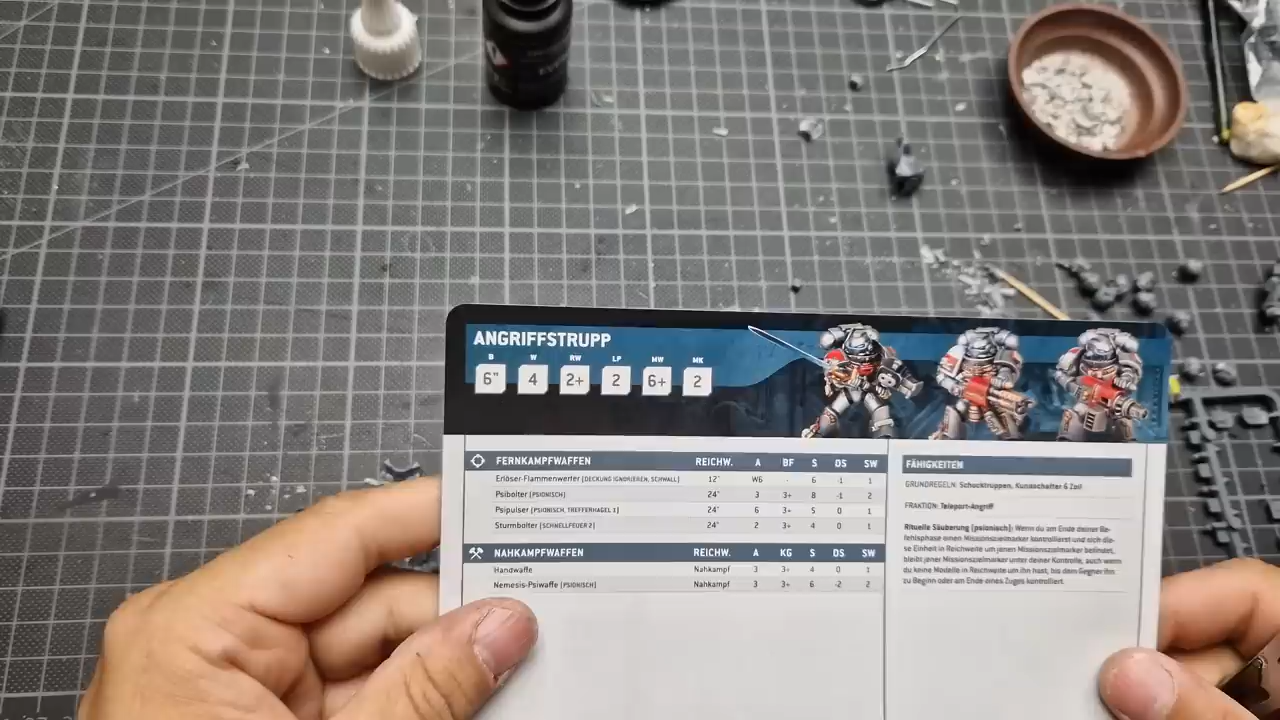 ANGRIFFSTRUPP
B W RW LP MW MK
6" 4 2+ 2 6+ 2
FERNKAMPFWAFFEN REICHW. A BF S DS SW
Erlöser-Flammenwerfer [DECKUNG IGNORIEREN, SCHWALL] 12" W6 - 6 -1 1
Psibolter [PSIONISCH] 24" 3 3+ 8 -1 2
Psipulser [PSIONISCH, TREFFERHAGEL 1] 24" 6 3+ 5 0 1
Sturmbolter [SCHNELLFEUER 2] 24" 2 3+ 4 0 1
NAHKAMPFWAFFEN REICHW. A KG S DS SW
Handwaffe Nahkampf 3 3+ 4 0 1
Nemesis-Psiwaffe [PSIONISCH] Nahkampf 3 3+ 6 -2 2
FÄHIGKEITEN
GRUNDREGELN: Schocktruppen, Kundschafter 6 Zoll
FRAKTION: Teleport-Angriff
Rituelle Säuberung [psionisch]: Wenn du am Ende deiner Be-
fehlsphase einen Missionszielmarker kontrollierst und sich die-
se Einheit in Reichweite um jenen Missionszielmarker befindet,
bleibt jener Missionszielmarker unter deiner Kontrolle, auch wenn
du keine Modelle in Reichweite um ihn hast, bis dein Gegner ihn
zu Beginn oder am Ende eines Zuges kontrolliert.